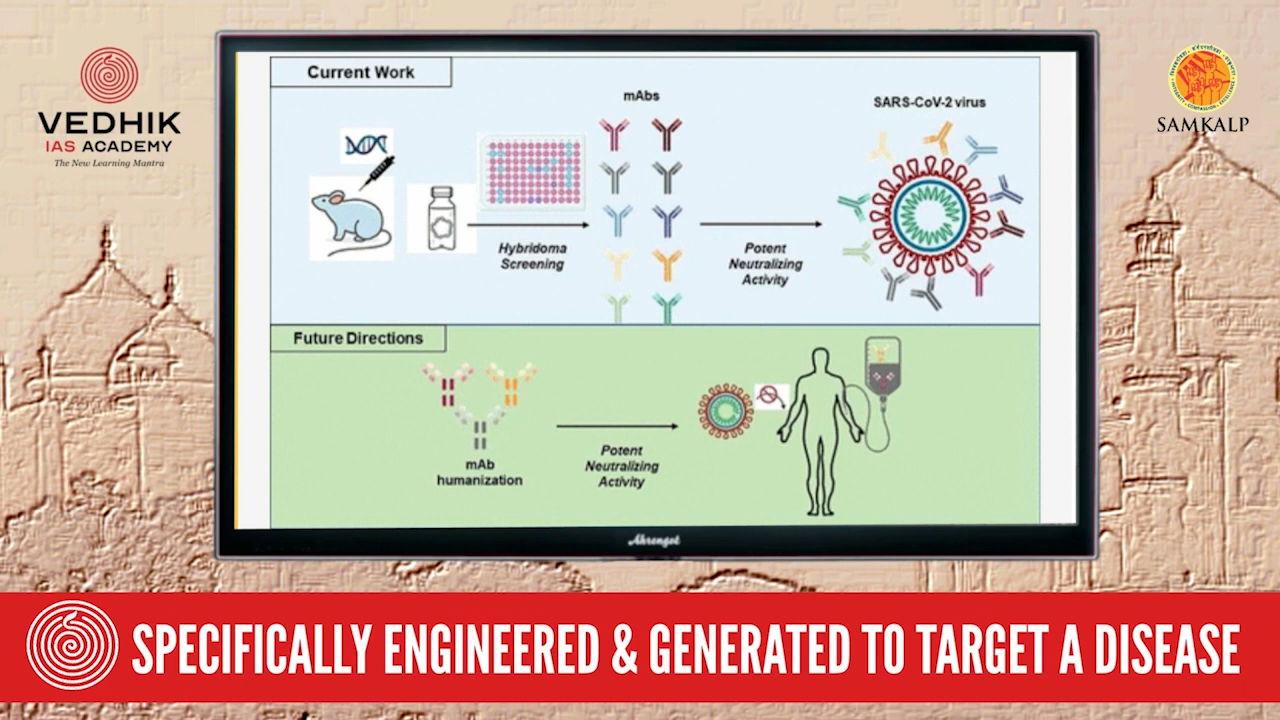 VEDHIK
IAS ACADEMY
The New Learning Mantra
SAMKALP
Current Work
mAbs
SARS-CoV-2 virus
Hybridoma
Screening
Potent
Neutralizing
Activity
Future Directions
mAb
humanization
Potent
Neutralizing
Activity
Ahrengot
SPECIFICALLY ENGINEERED & GENERATED TO TARGET A DISEASE